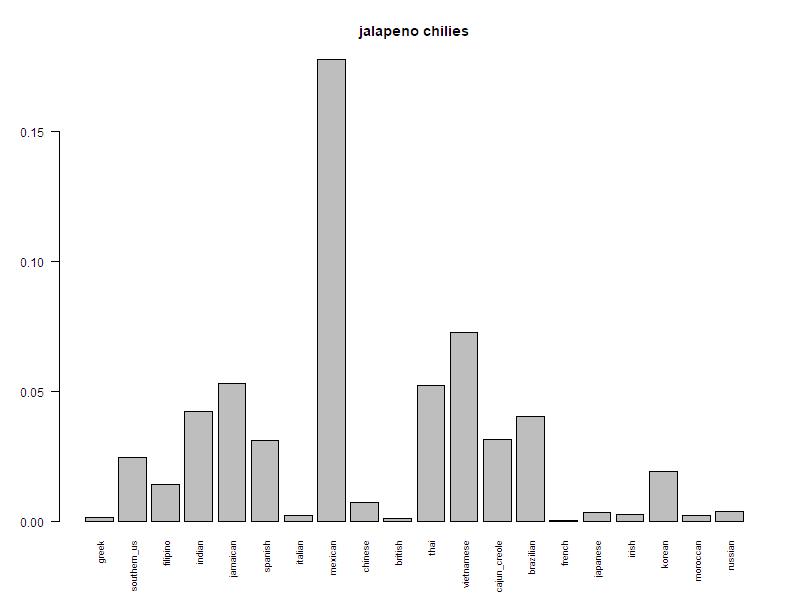 jalapeno chilies
0.15
0.10
0.05
0.00
greek
southern_us
filipino
indian
jamaican
spanish
italian
mexican
chinese
british
thai
vietnamese
cajun_creole
brazilian
french
japanese
irish
korean
moroccan
russian